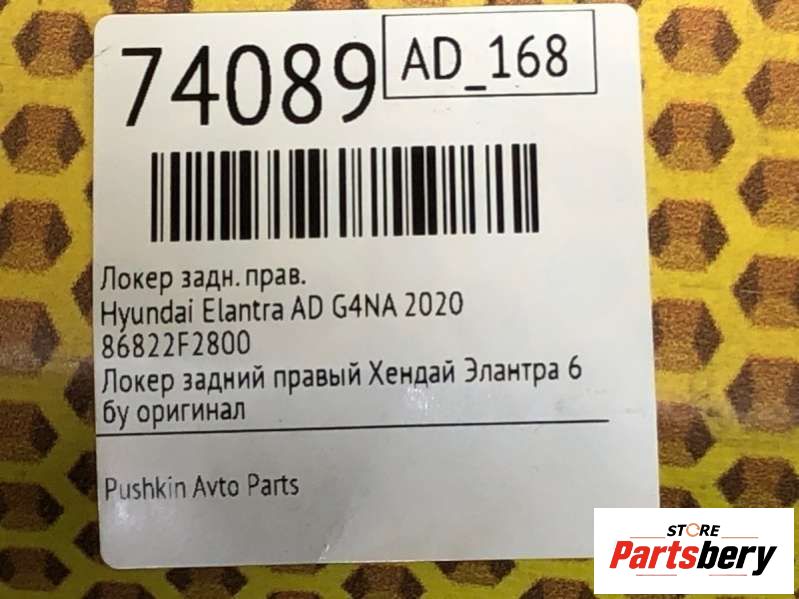 74089
AD_168
Локер задн. прав.
Hyundai Elantra AD G4NA 2020
86822F2800
Локер задний правый Хендай Элантра 6
бу оригинал
Pushkin Avto Parts
STORE
Partsbery